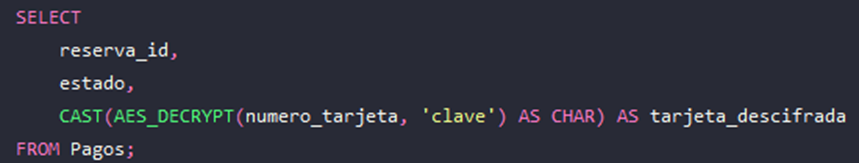 SELECT
    reserva_id,
    estado,
    CAST(AES_DECRYPT(numero_tarjeta, 'clave') AS CHAR) AS tarjeta_descifrada
FROM Pagos;